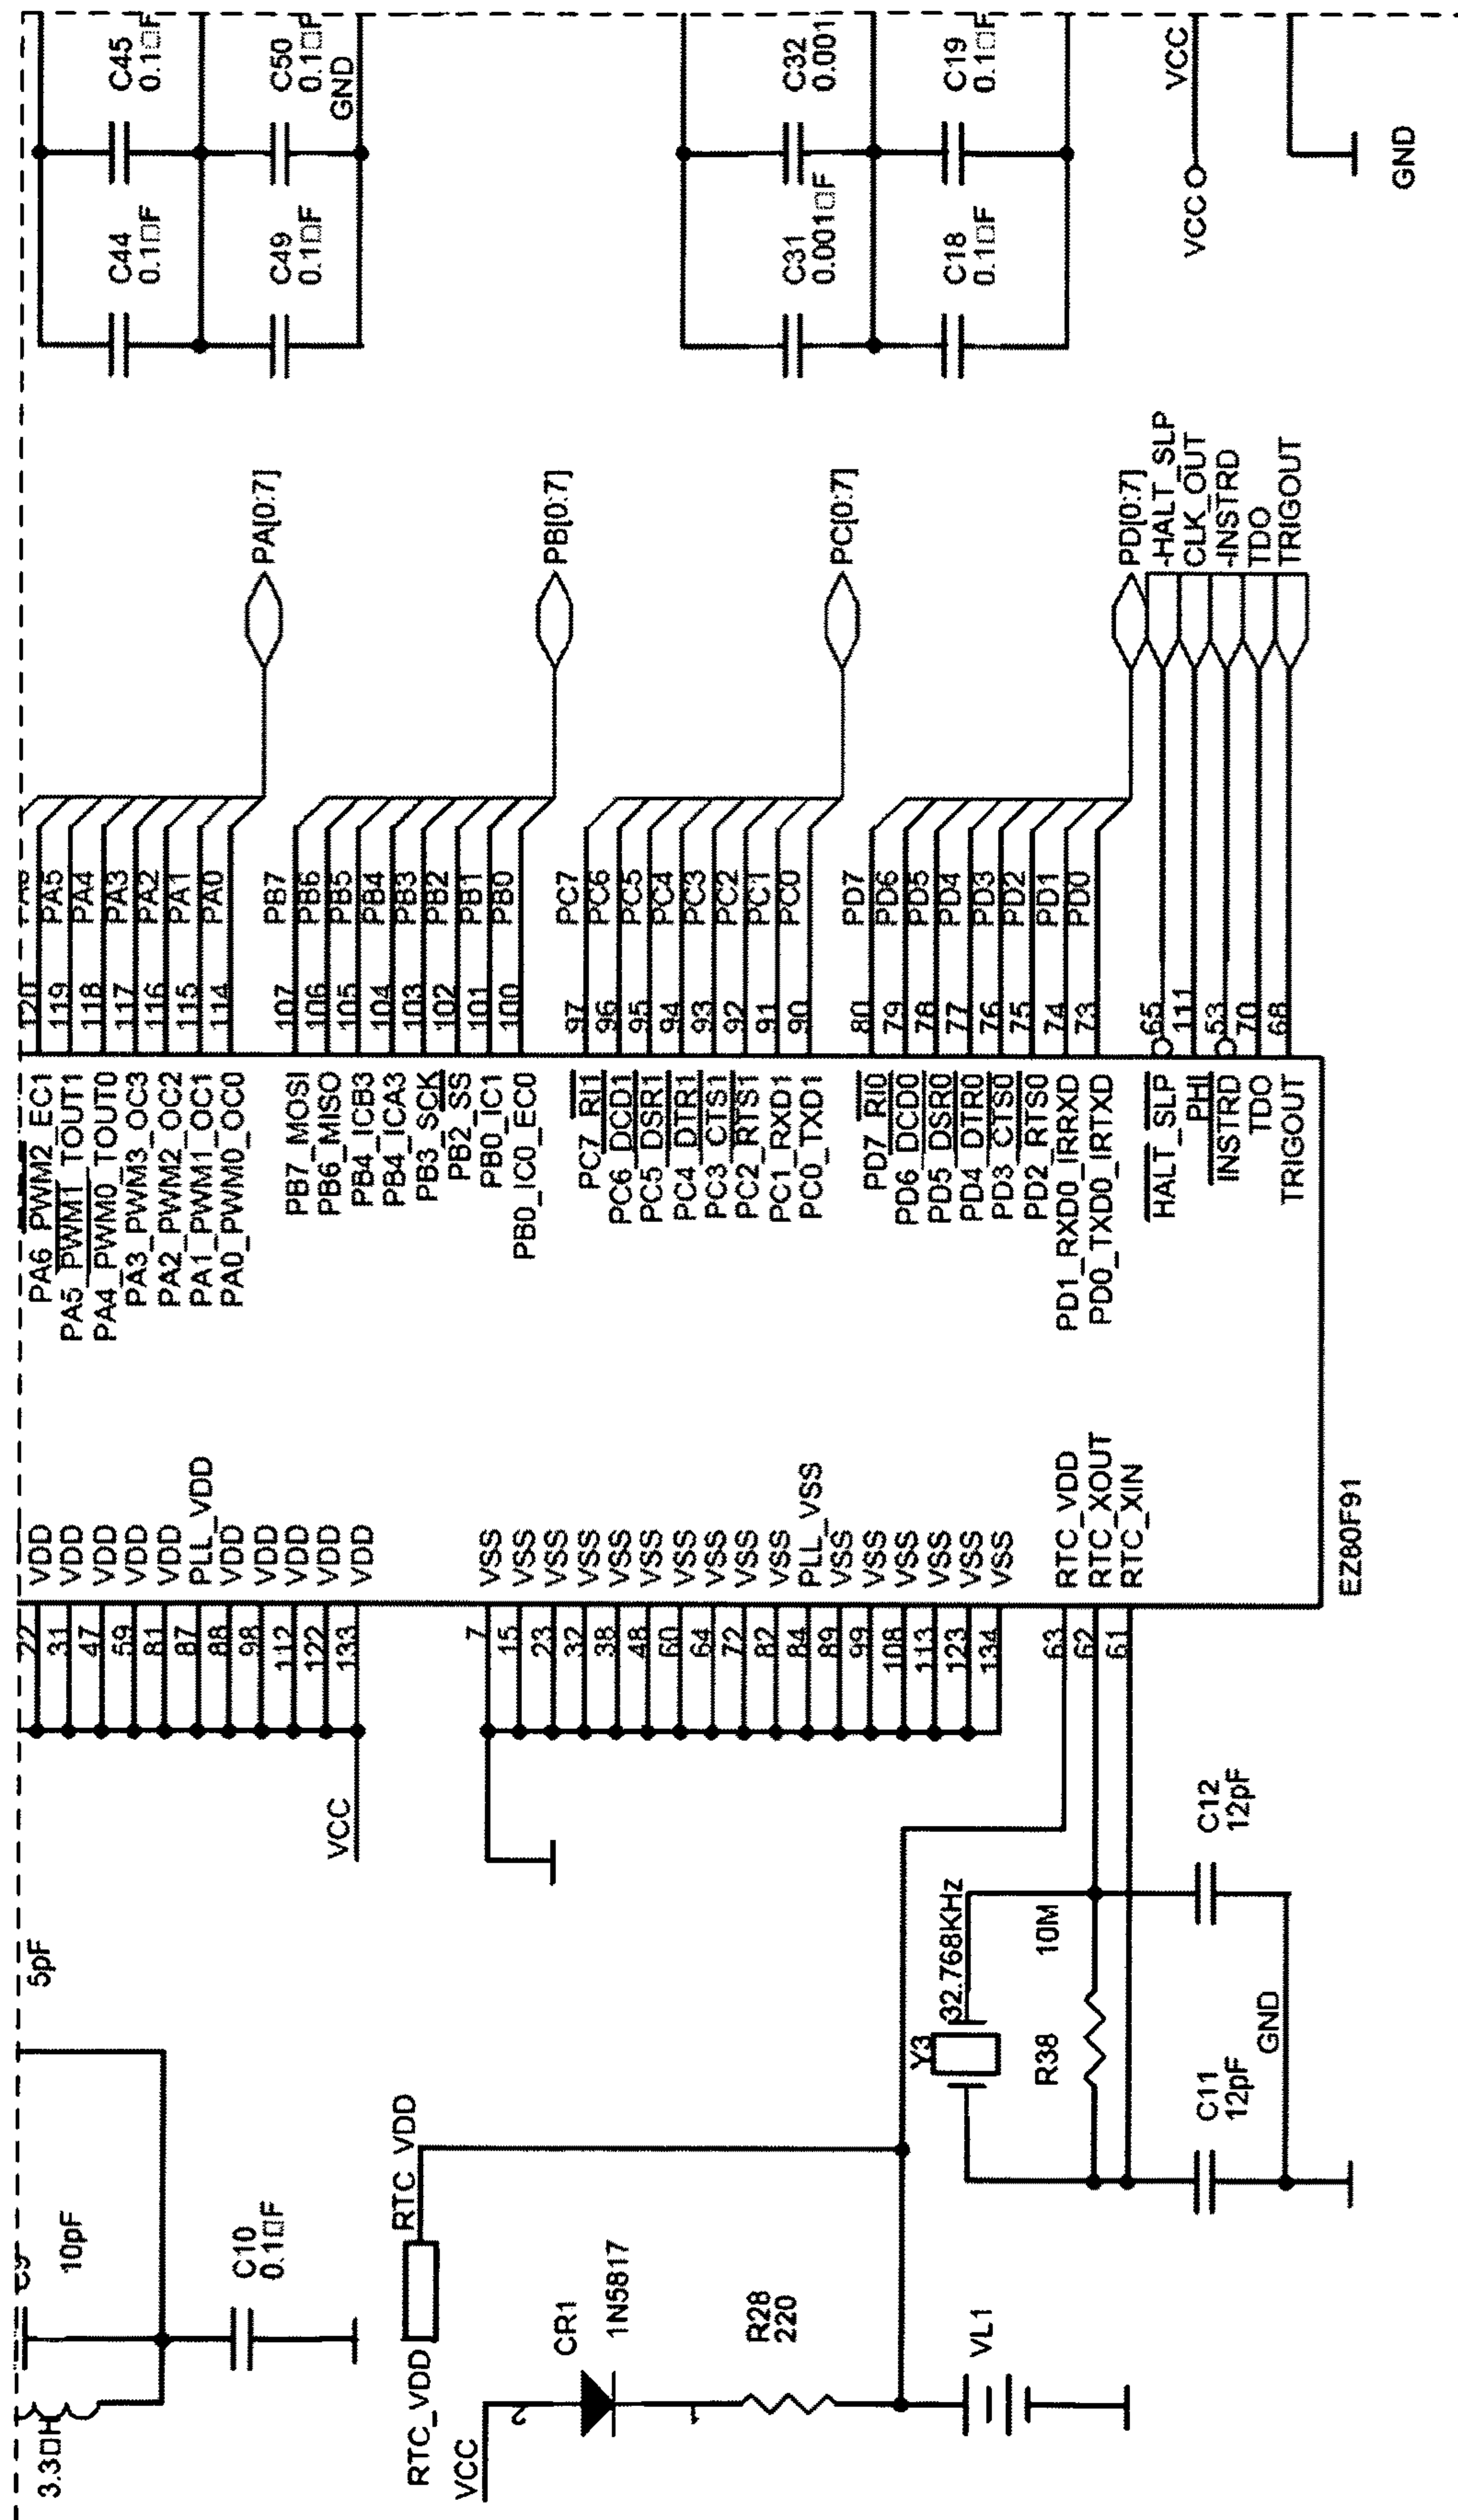 3.3□H
10pF
5pF
C10
0.1□F
RTC_VDD
RTC_VDD
VCC
CR1
1N5817
R28
220
VL1
Y3
32.768KHz
R38
10M
C11
12pF
C12
12pF
GND
VCC
22 VDD
31 VDD
47 VDD
59 VDD
81 VDD
87 PLL_VDD
88 VDD
98 VDD
112 VDD
122 VDD
133 VDD
7 VSS
15 VSS
23 VSS
32 VSS
38 VSS
48 VSS
60 VSS
64 VSS
72 VSS
82 VSS
84 PLL_VSS
89 VSS
99 VSS
108 VSS
113 VSS
123 VSS
134 VSS
63 RTC_VDD
62 RTC_XOUT
61 RTC_XIN
EZ80F91
PA6_PWM2_EC1 120
PA5_PWM1_TOUT1 119 PA5
PA4_PWM0_TOUT0 118 PA4
PA3_PWM3_OC3 117 PA3
PA2_PWM2_OC2 116 PA2
PA1_PWM1_OC1 115 PA1
PA0_PWM0_OC0 114 PA0
PA[0:7]
PB7_MOSI 107 PB7
PB6_MISO 106 PB6
PB4_ICB3 105 PB5
PB4_ICA3 104 PB4
PB3_SCK 103 PB3
PB2_SS 102 PB2
PB0_IC1 101 PB1
PB0_IC0_EC0 100 PB0
PB[0:7]
PC7_RI1 97 PC7
PC6_DCD1 96 PC6
PC5_DSR1 95 PC5
PC4_DTR1 94 PC4
PC3_CTS1 93 PC3
PC2_RTS1 92 PC2
PC1_RXD1 91 PC1
PC0_TXD1 90 PC0
PC[0:7]
PD7_RI0 80 PD7
PD6_DCD0 79 PD6
PD5_DSR0 78 PD5
PD4_DTR0 77 PD4
PD3_CTS0 76 PD3
PD2_RTS0 75 PD2
PD1_RXD0_IRRXD 74 PD1
PD0_TXD0_IRTXD 73 PD0
PD[0:7]
HALT_SLP 65 -HALT_SLP
PHI 111 CLK_OUT
INSTRD 53 -INSTRD
TDO 70 TDO
TRIGOUT 68 TRIGOUT
C44
0.1□F
C45
0.1□F
C49
0.1□F
C50
0.1□F
GND
C31
0.001□F
C32
0.001
C18
0.1□F
C19
0.1□F
VCC
VCC
GND